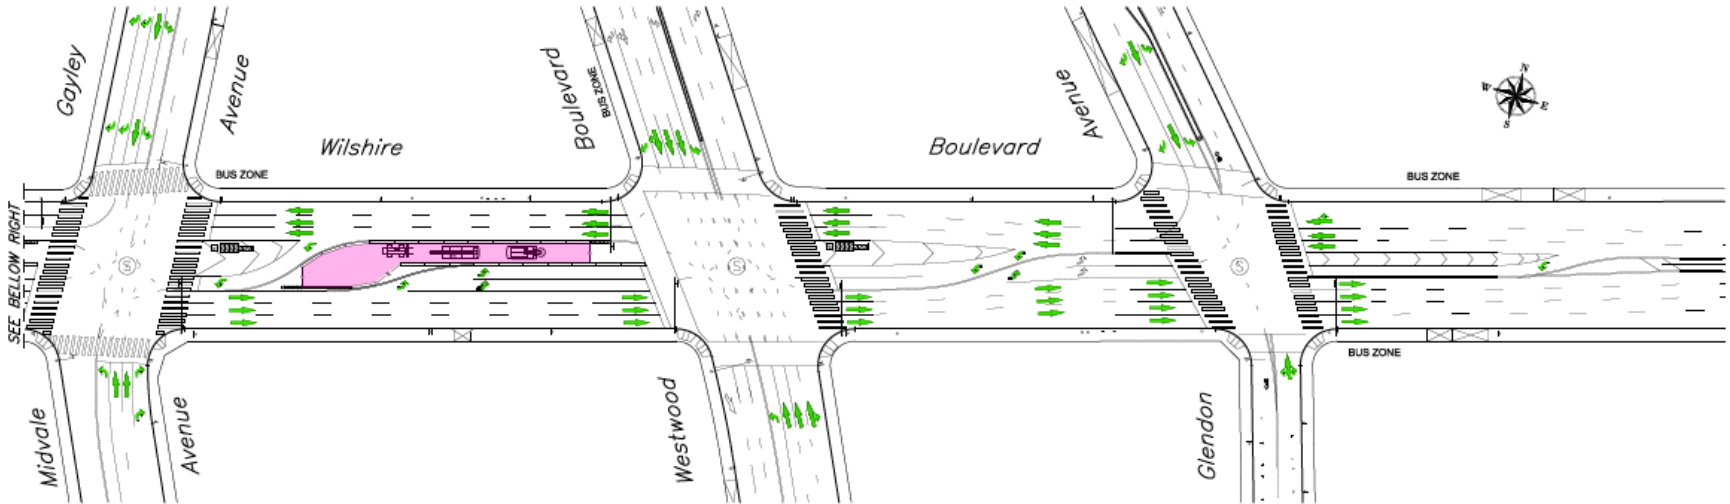 Gayley
Avenue
Wilshire
Boulevard
BUS ZONE
Boulevard
Avenue
N
W
E
S
BUS ZONE
BUS ZONE
SEE BELLOW RIGHT
S
S
S
BUS ZONE
Midvale
Avenue
Westwood
Glendon